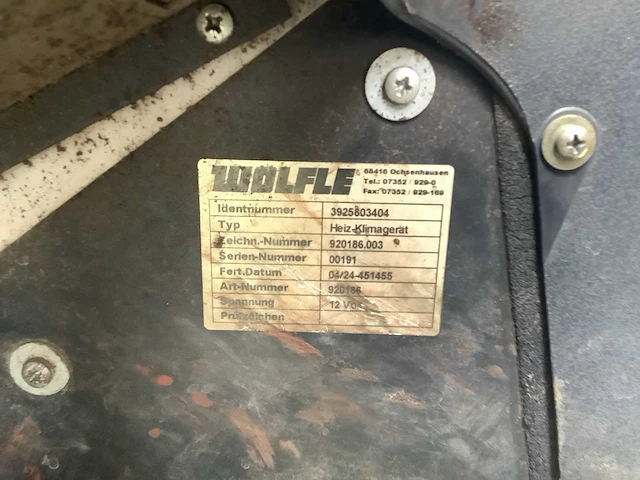 WÖLFLE
88416 Ochsenhausen
Tel.: 07352 / 929-0
Fax: 07352 / 929-169
Identnummer 3925803404
Typ Heiz-Klimagerät
Zeichn.-Nummer 920186.003
Serien-Nummer 00191
Fert.Datum 04/24-451455
Art-Nummer 920186
Spannung 12 Volt
Prüfzeichen